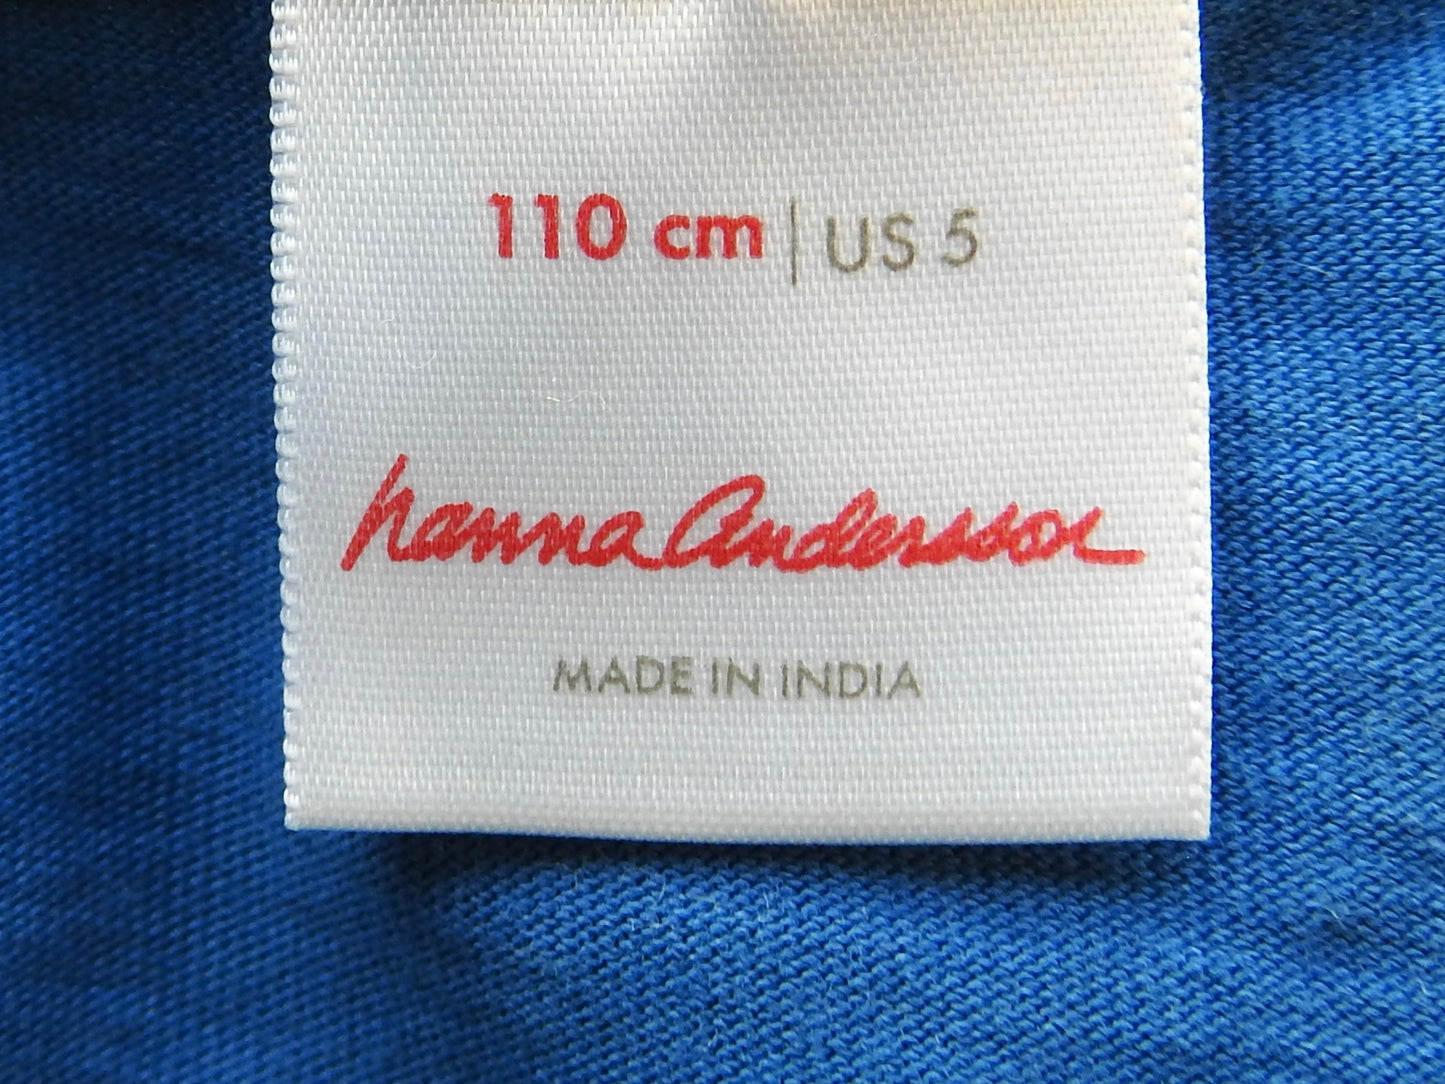 110 cm | US 5
hanna Andersson
MADE IN INDIA